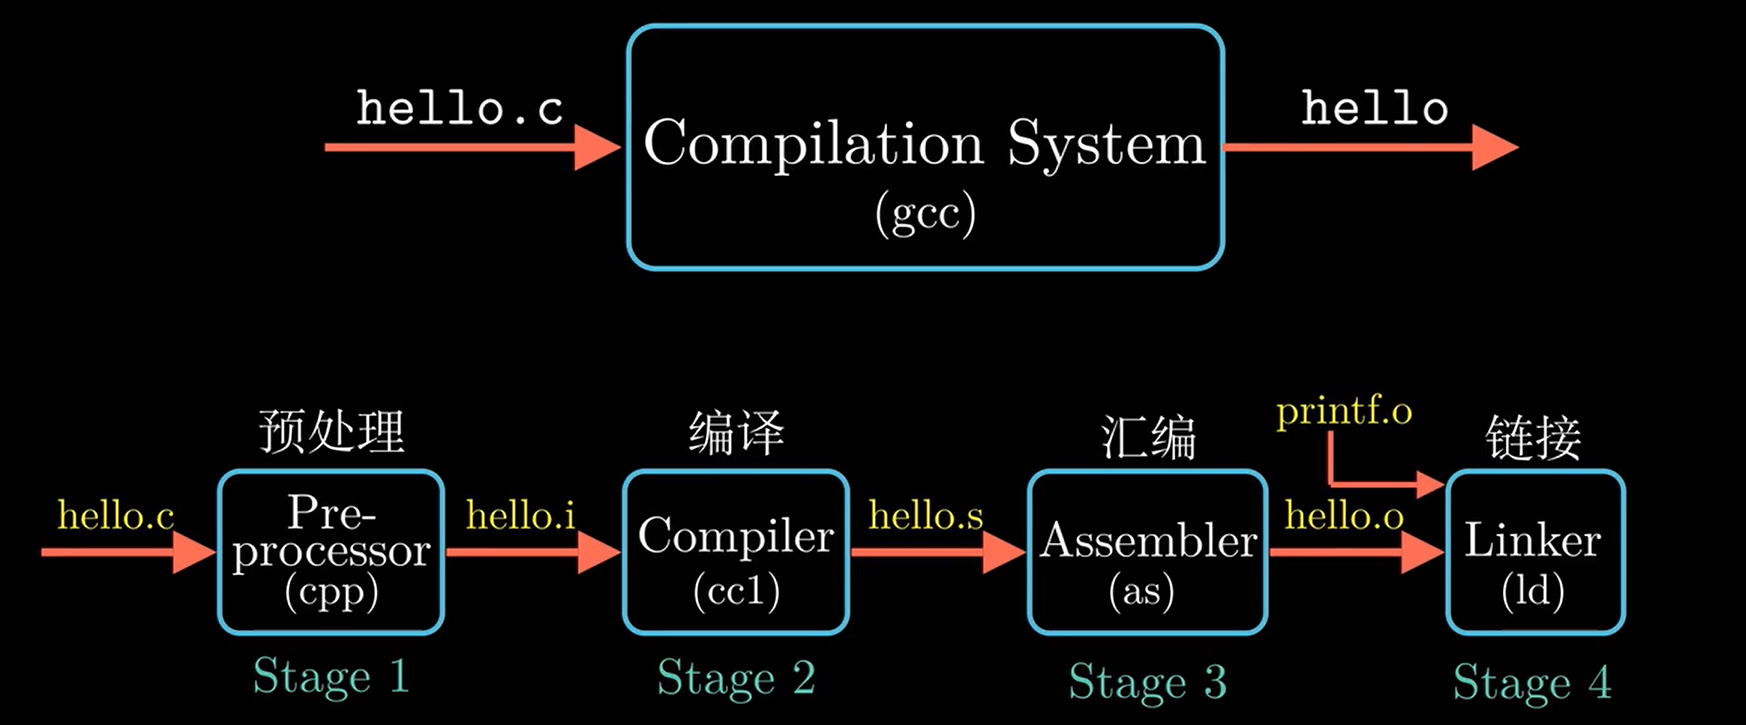 hello.c
Compilation System
(gcc)
hello
预处理
编译
汇编
printf.o
链接
hello.c
Pre-
processor
(cpp)
hello.i
Compiler
(cc1)
hello.s
Assembler
(as)
hello.o
Linker
(ld)
Stage 1
Stage 2
Stage 3
Stage 4